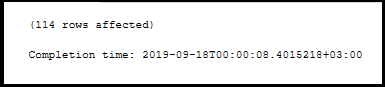 (114 rows affected)
Completion time: 2019-09-18T00:00:08.4015218+03:00